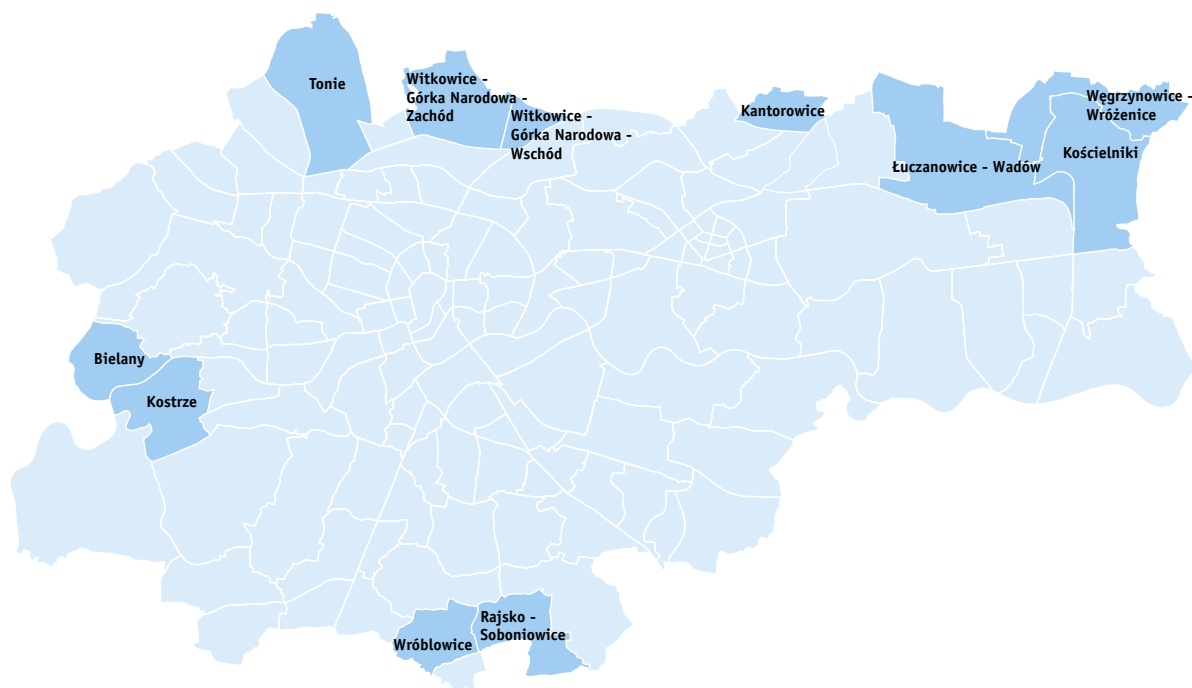 Tonie
Witkowice -
Górka Narodowa -
Zachód
Witkowice -
Górka Narodowa -
Wschód
Kantorowice
Węgrzynowice -
Wróżenice
Kościelniki
Łuczanowice - Wadów
Bielany
Kostrze
Rajsko -
Soboniowice
Wróblowice